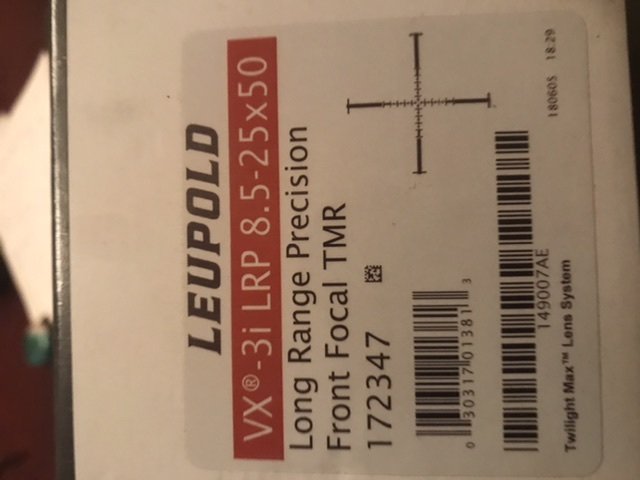 LEUPOLD
VX®-3i LRP 8.5-25x50
Long Range Precision
Front Focal TMR
172347
0 30317 01381 3
149007AE
Twilight Max™ Lens System
180605 18:29